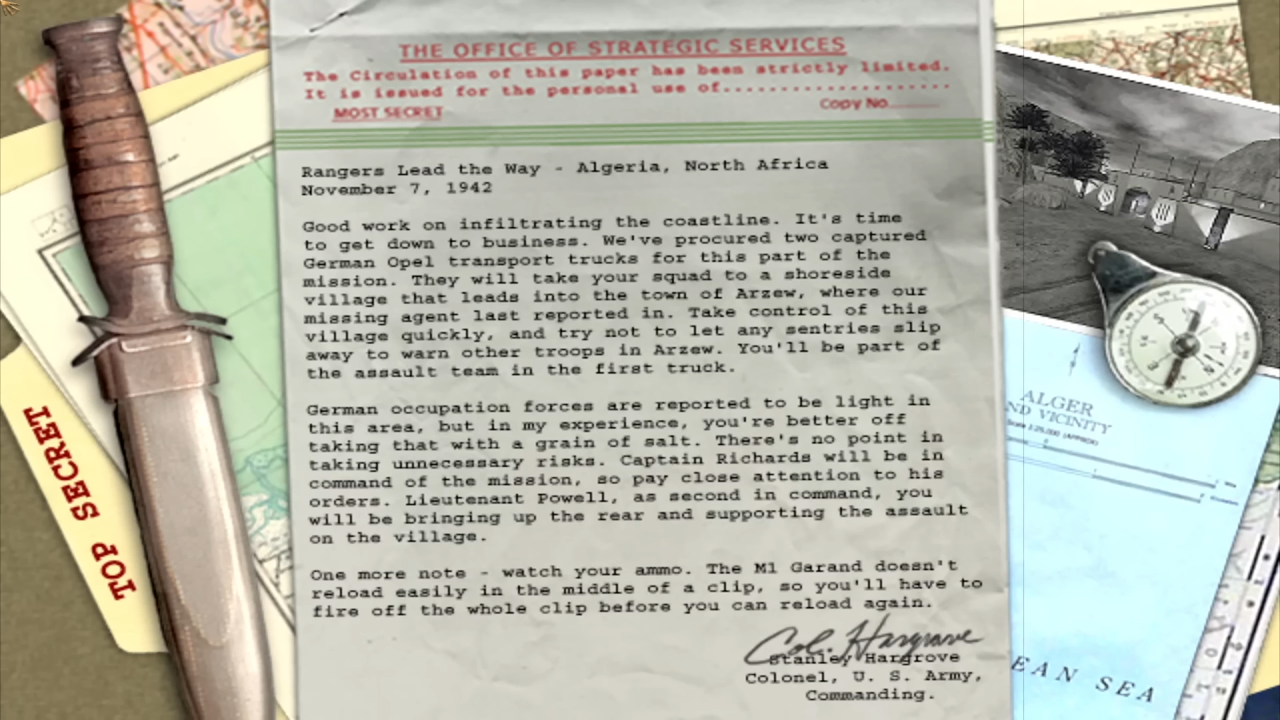 THE OFFICE OF STRATEGIC SERVICES
The Circulation of this paper has been strictly limited.
It is issued for the personal use of....................
MOST SECRET
Copy No..........
Rangers Lead the Way - Algeria, North Africa
November 7, 1942
Good work on infiltrating the coastline. It's time
to get down to business. We've procured two captured
German Opel transport trucks for this part of the
mission. They will take your squad to a shoreside
village that leads into the town of Arzew, where our
missing agent last reported in. Take control of this
village quickly, and try not to let any sentries slip
away to warn other troops in Arzew. You'll be part of
the assault team in the first truck.
German occupation forces are reported to be light in
this area, but in my experience, you're better off
taking that with a grain of salt. There's no point in
taking unnecessary risks. Captain Richards will be in
command of the mission, so pay close attention to his
orders. Lieutenant Powell, as second in command, you
will be bringing up the rear and supporting the assault
on the village.
One more note - watch your ammo. The M1 Garand doesn't
reload easily in the middle of a clip, so you'll have to
fire off the whole clip before you can reload again.
Col. Hargrove
Stanley Hargrove
Colonel, U. S. Army,
Commanding.
TOP SECRET
ALGER
ND VICINITY
EAN SEA